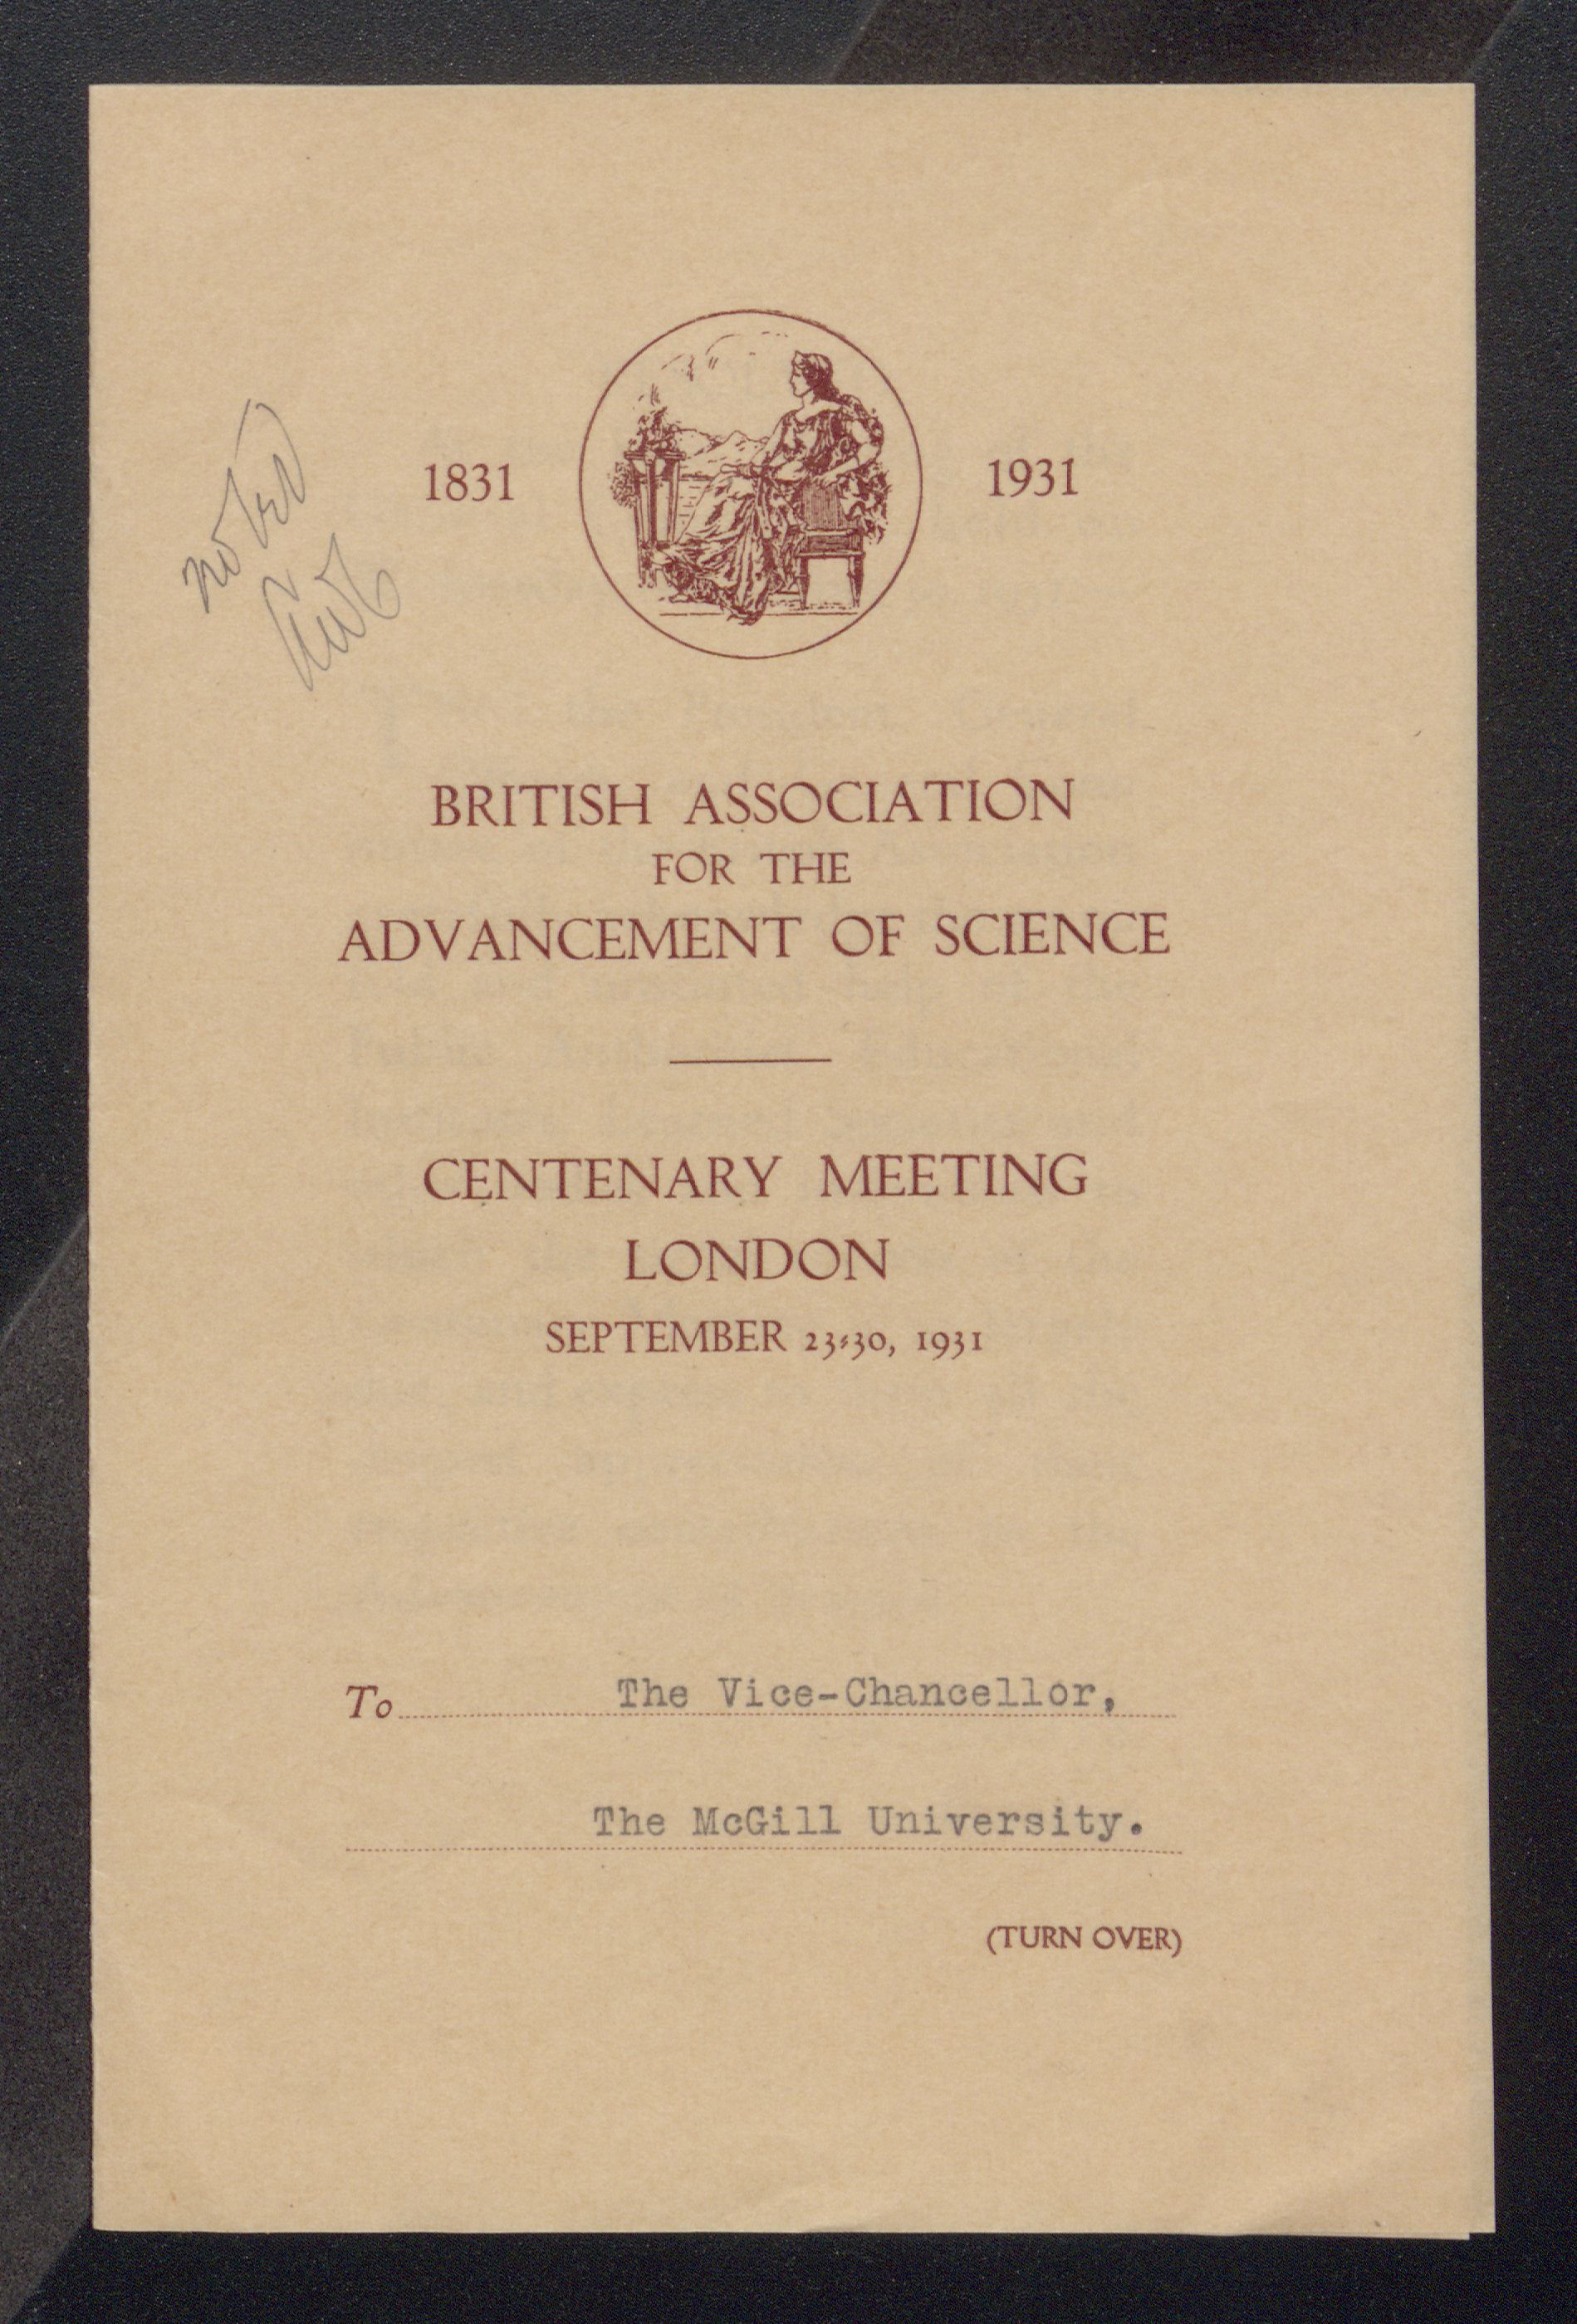 noted
1831
1931
BRITISH ASSOCIATION
FOR THE
ADVANCEMENT OF SCIENCE
CENTENARY MEETING
LONDON
SEPTEMBER 23-30, 1931
To The Vice-Chancellor,
The McGill University.
(TURN OVER)